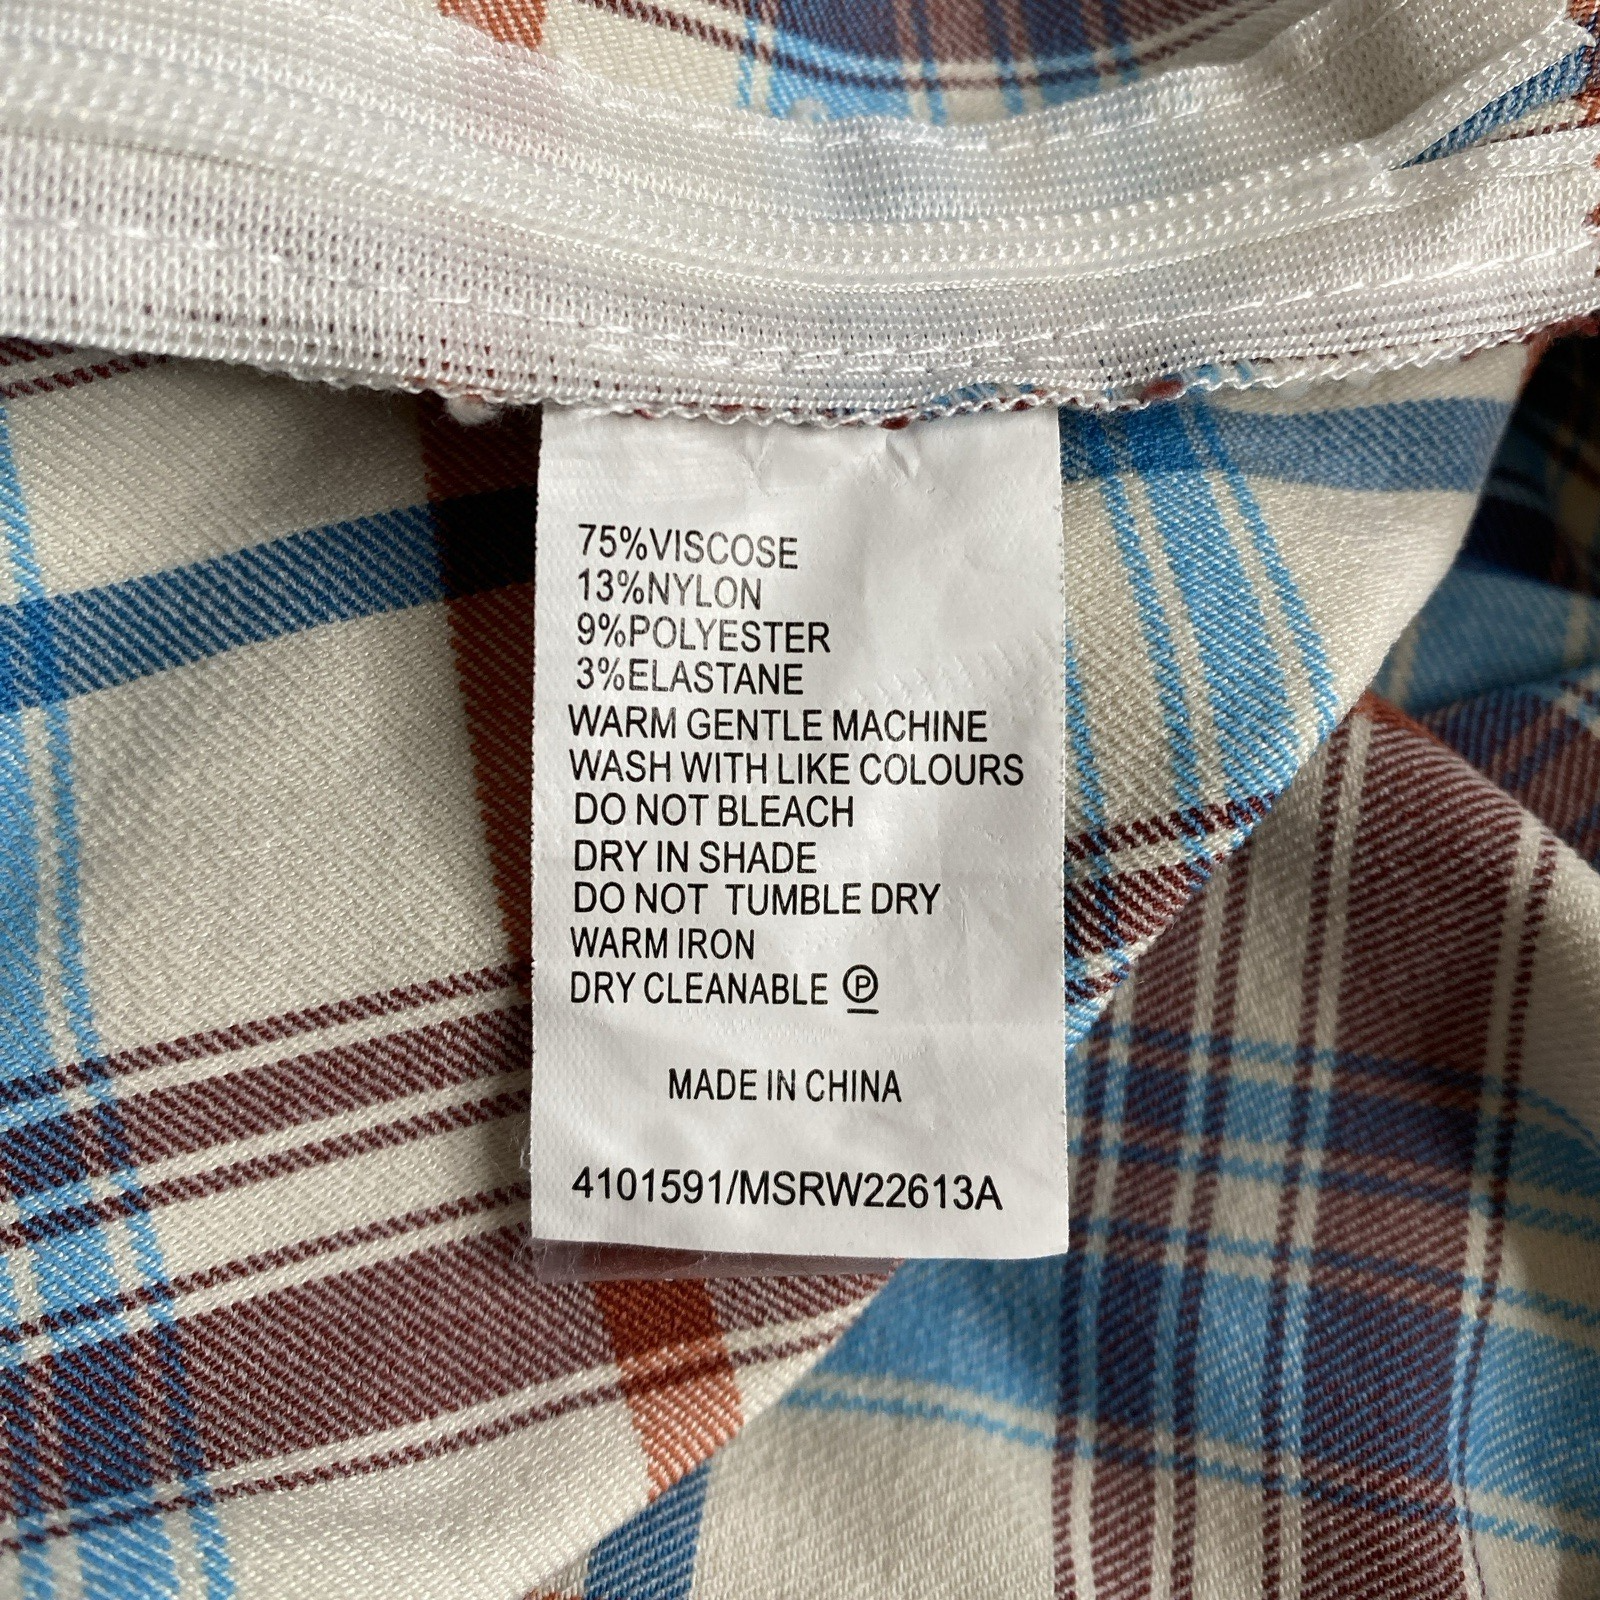 75%VISCOSE
13%NYLON
9%POLYESTER
3%ELASTANE
WARM GENTLE MACHINE
WASH WITH LIKE COLOURS
DO NOT BLEACH
DRY IN SHADE
DO NOT TUMBLE DRY
WARM IRON
DRY CLEANABLE Ⓟ
MADE IN CHINA
4101591/MSRW22613A